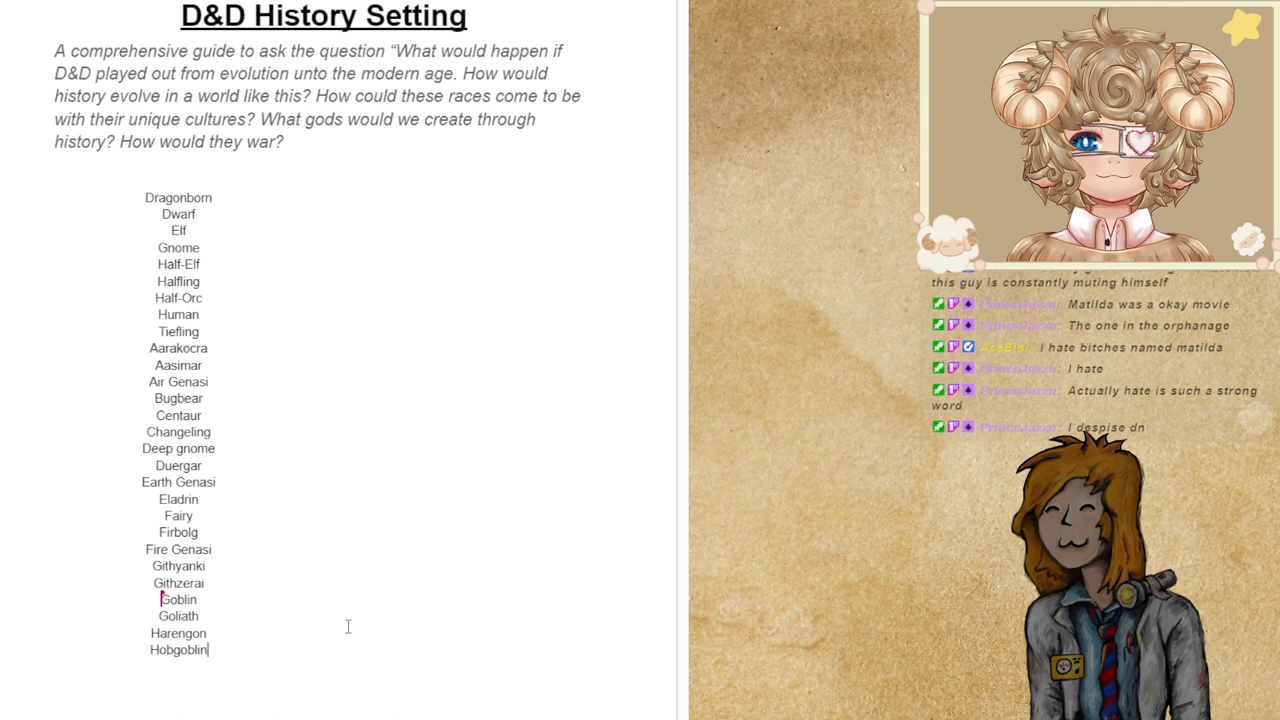 D&D History Setting
A comprehensive guide to ask the question “What would happen if
D&D played out from evolution unto the modern age. How would
history evolve in a world like this? How could these races come to be
with their unique cultures? What gods would we create through
history? How would they war?
Dragonborn
Dwarf
Elf
Gnome
Half-Elf
Halfling
Half-Orc
Human
Tiefling
Aarakocra
Aasimar
Air Genasi
Bugbear
Centaur
Changeling
Deep gnome
Duergar
Earth Genasi
Eladrin
Fairy
Firbolg
Fire Genasi
Githyanki
Githzerai
Goblin
Goliath
Harengon
Hobgoblin
this guy is constantly muting himself
Matilda was a okay movie
The one in the orphanage
I hate bitches named matilda
I hate
Actually hate is such a strong
word
I despise dn